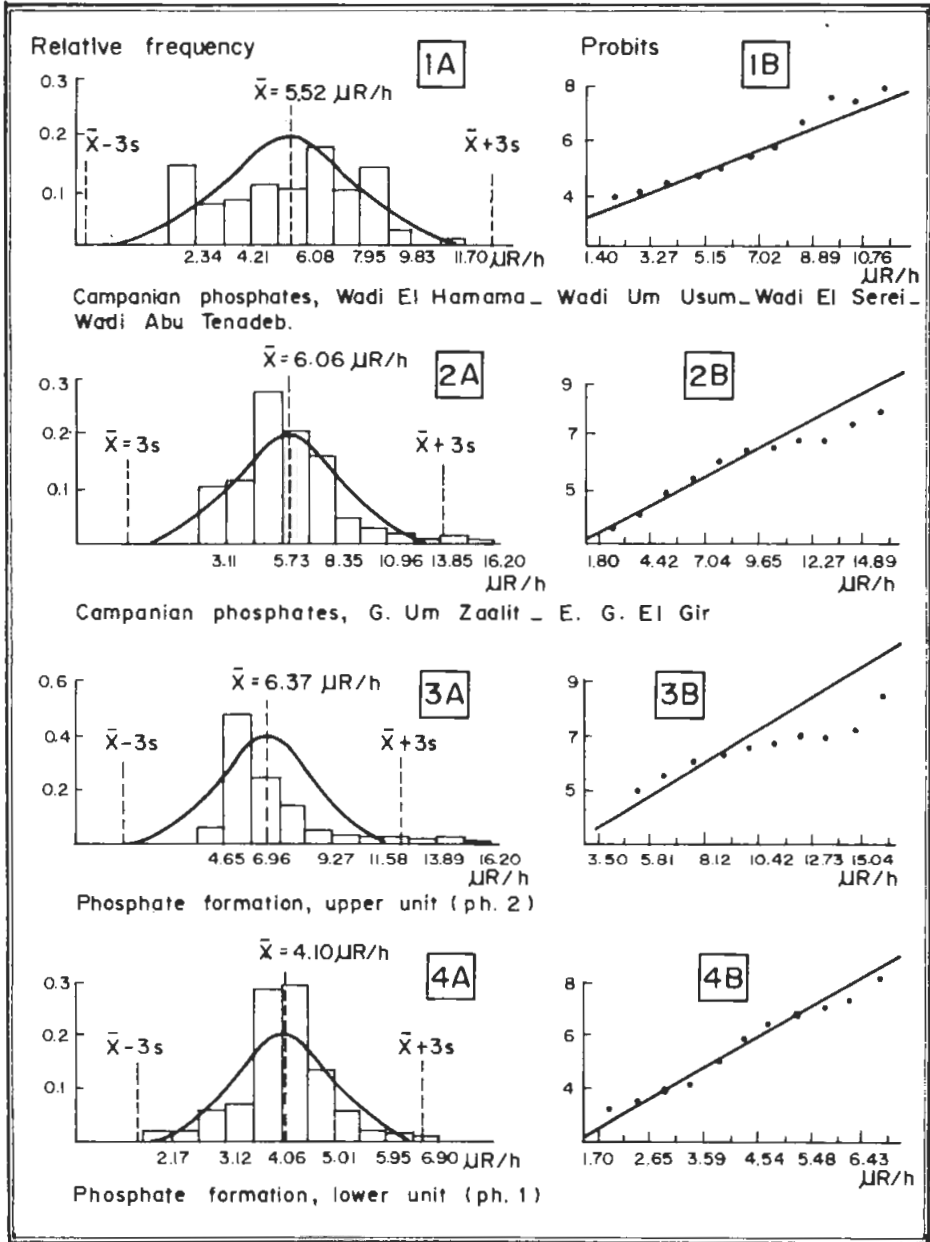 Relative frequency
1A
0.3
0.2
0.1
X̄-3s
X̄=5.52 µR/h
X̄+3s
2.34 4.21 6.08 7.95 9.83 11.70 µR/h
Probits
1B
8
6
4
1.40 3.27 5.15 7.02 8.89 10.76
µR/h
Campanian phosphates, Wadi El Hamama_ Wadi Um Usum_Wadi El Serei_
Wadi Abu Tenadeb.
2A
0.3
0.2
0.1
X̄=3s
X̄=6.06 µR/h
X̄+3s
3.11 5.73 8.35 10.96 13.85 16.20
µR/h
2B
9
7
5
1.80 4.42 7.04 9.65 12.27 14.89
µR/h
Campanian phosphates, G. Um Zaalit _ E. G. El Gir
3A
0.6
0.4
0.2
X̄-3s
X̄=6.37 µR/h
X̄+3s
4.65 6.96 9.27 11.58 13.89 16.20
µR/h
3B
9
7
5
3.50 5.81 8.12 10.42 12.73 15.04
µR/h
Phosphate formation, upper unit (ph. 2)
4A
0.3
0.2
0.1
X̄-3s
X̄=4.10µR/h
X̄+3s
2.17 3.12 4.06 5.01 5.95 6.90 µR/h
4B
8
6
4
1.70 2.65 3.59 4.54 5.48 6.43
µR/h
Phosphate formation, lower unit (ph. 1)